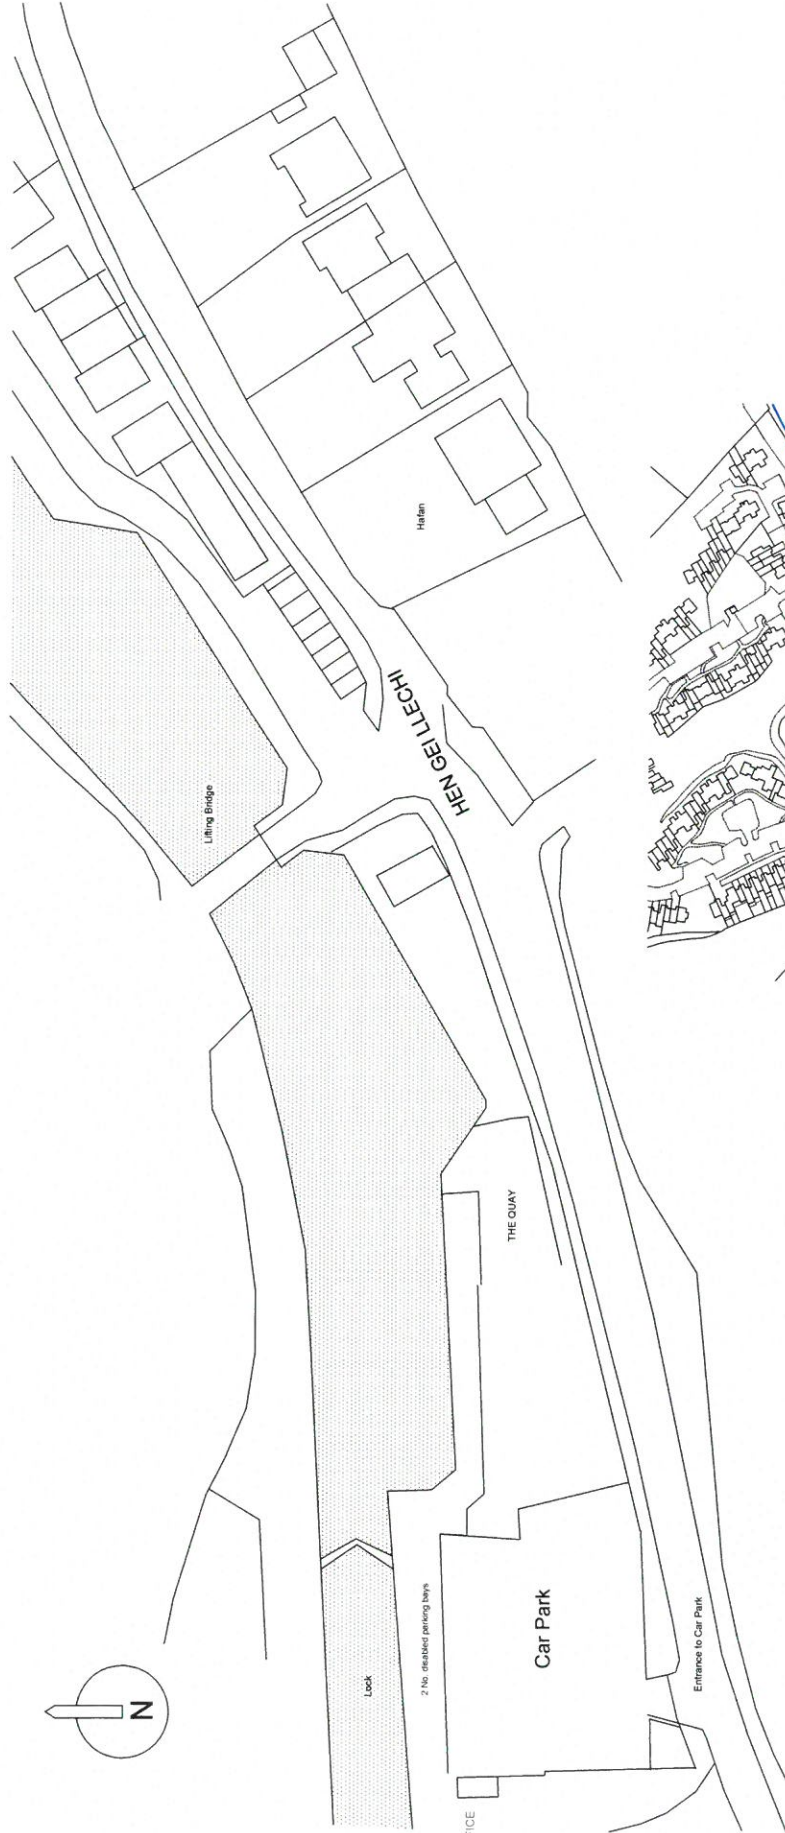 Hafan
Lifting Bridge
HEN GEI LLECHI
THE QUAY
2 No. disabled parking bays
Lock
Car Park
Entrance to Car Park
N